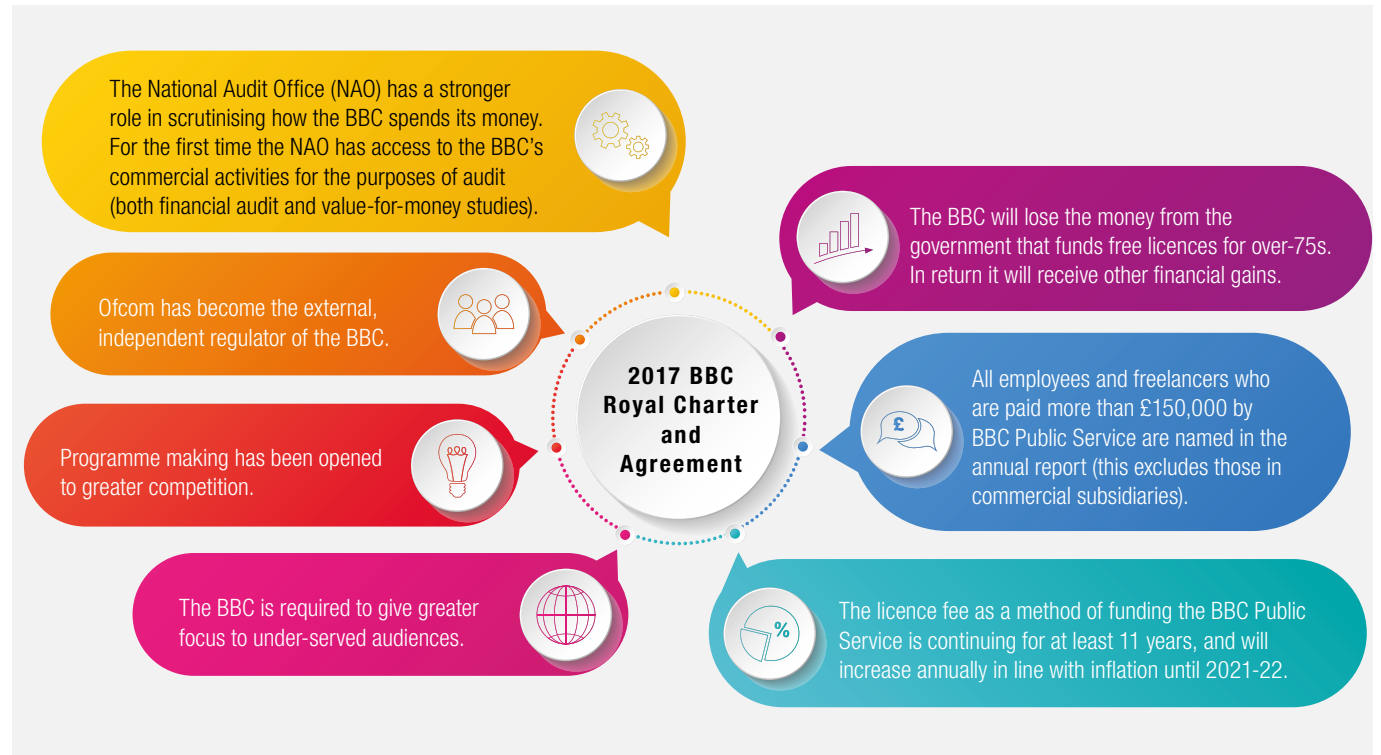 The National Audit Office (NAO) has a stronger
role in scrutinising how the BBC spends its money.
For the first time the NAO has access to the BBC's
commercial activities for the purposes of audit
(both financial audit and value-for-money studies).
The BBC will lose the money from the
government that funds free licences for over-75s.
In return it will receive other financial gains.
Ofcom has become the external,
independent regulator of the BBC.
2017 BBC
Royal Charter
and
Agreement
All employees and freelancers who
are paid more than £150,000 by
BBC Public Service are named in the
annual report (this excludes those in
commercial subsidiaries).
£
Programme making has been opened
to greater competition.
The BBC is required to give greater
focus to under-served audiences.
%
The licence fee as a method of funding the BBC Public
Service is continuing for at least 11 years, and will
increase annually in line with inflation until 2021-22.